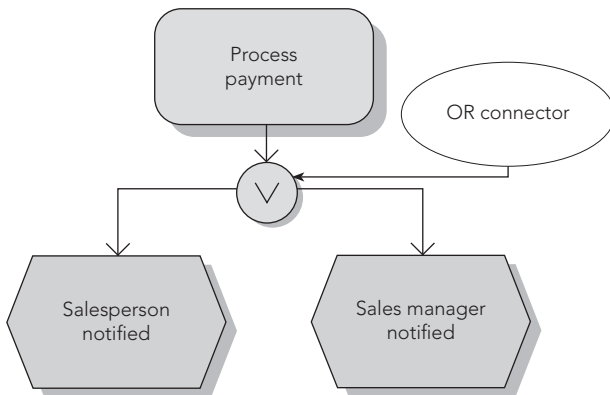 Process
payment
OR connector
Salesperson
notified
Sales manager
notified